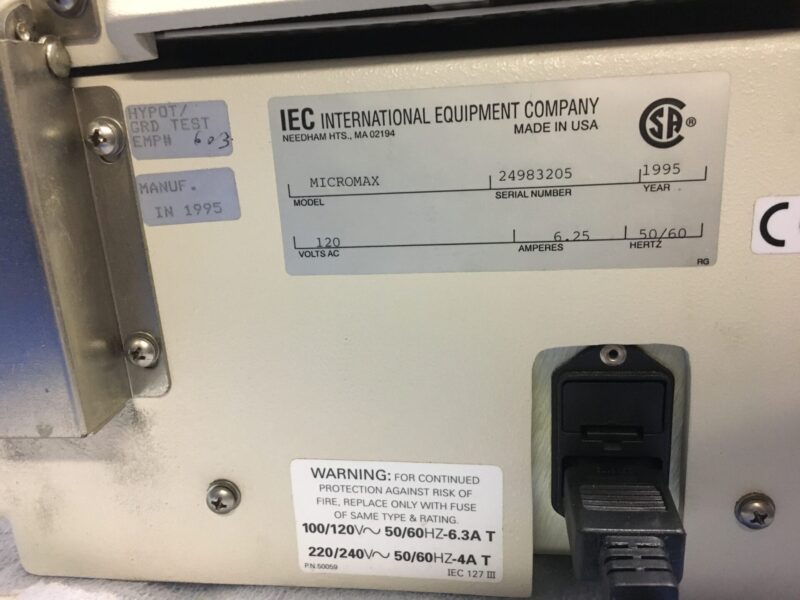 HYPOT/
GRD TEST
EMP# 603
MANUF.
IN 1995
IEC INTERNATIONAL EQUIPMENT COMPANY
NEEDHAM HTS., MA 02194
MADE IN USA
SA ®
MICROMAX 24983205 1995
MODEL SERIAL NUMBER YEAR
120 6.25 50/60
VOLTS AC AMPERES HERTZ
RG
CE
WARNING: FOR CONTINUED
PROTECTION AGAINST RISK OF
FIRE, REPLACE ONLY WITH FUSE
OF SAME TYPE & RATING.
100/120V~ 50/60HZ-6.3A T
220/240V~ 50/60HZ-4A T
P.N.50059 IEC 127 III